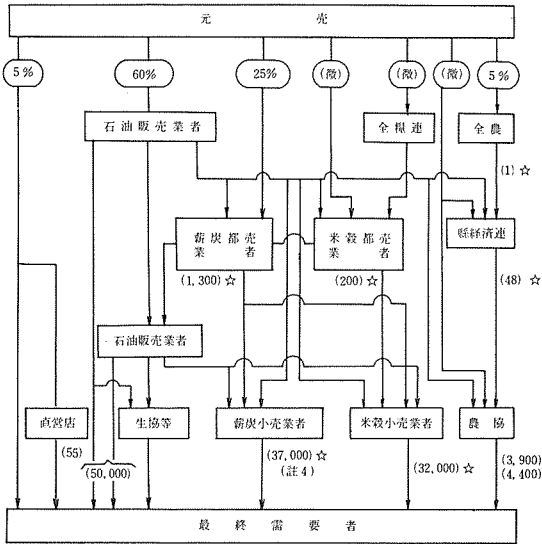 元 売
5% 60% 25% (微) (微) (微) 5%
石油販売業者 全糧連 全農
(1)☆
薪炭都売業者 米穀都売業者 縣経済連
(1,300)☆ (200)☆ (48)☆
石油販売業者
直営店 生協等 薪炭小売業者 米穀小売業者 農協
(55) (50,000) (37,000)☆ (32,000)☆ (3,900)
(註4) (4,400)
最終需要者